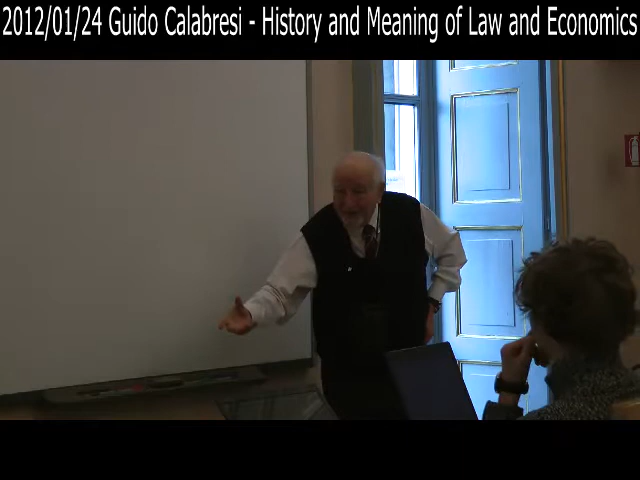 2012/01/24 Guido Calabresi - History and Meaning of Law and Economics